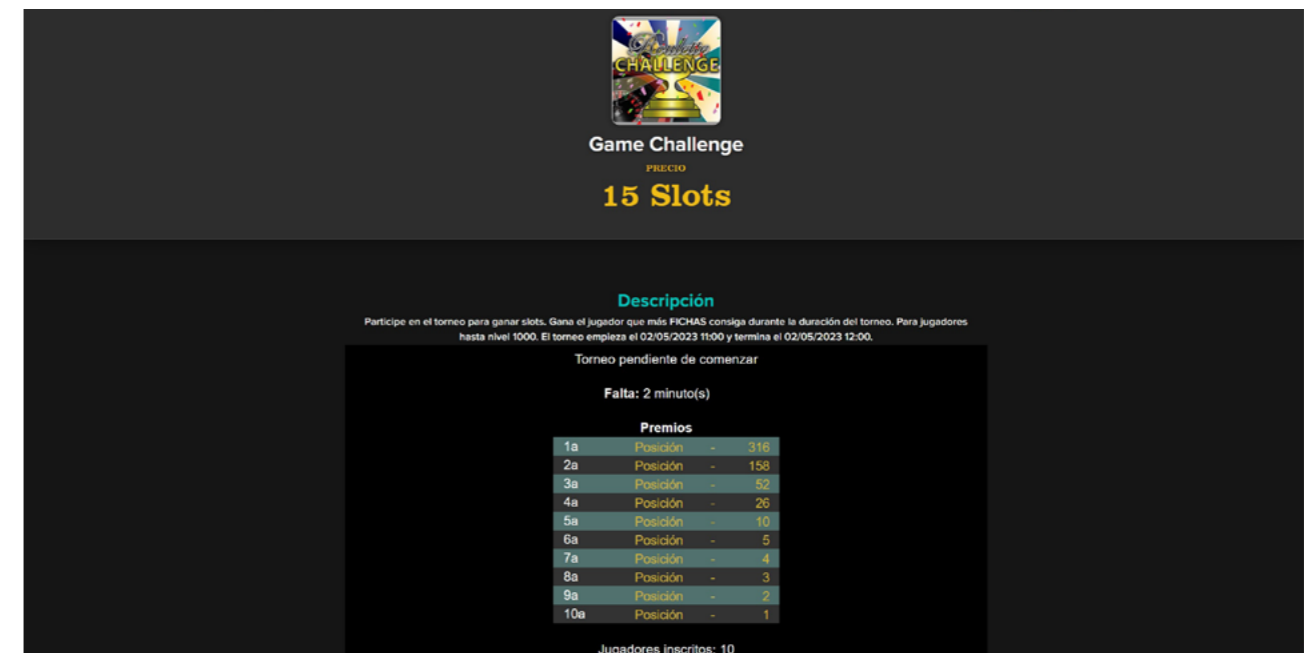 Roulette
CHALLENGE
Game Challenge
PRECIO
15 Slots
Descripción
Participe en el torneo para ganar slots. Gana el jugador que más FICHAS consiga durante la duración del torneo. Para jugadores
hasta nivel 1000. El torneo empieza el 02/05/2023 11:00 y termina el 02/05/2023 12:00.
Torneo pendiente de comenzar
Falta: 2 minuto(s)
Premios
1a Posición - 316
2a Posición - 158
3a Posición - 52
4a Posición - 26
5a Posición - 10
6a Posición - 5
7a Posición - 4
8a Posición - 3
9a Posición - 2
10a Posición - 1
Jugadores inscritos: 10